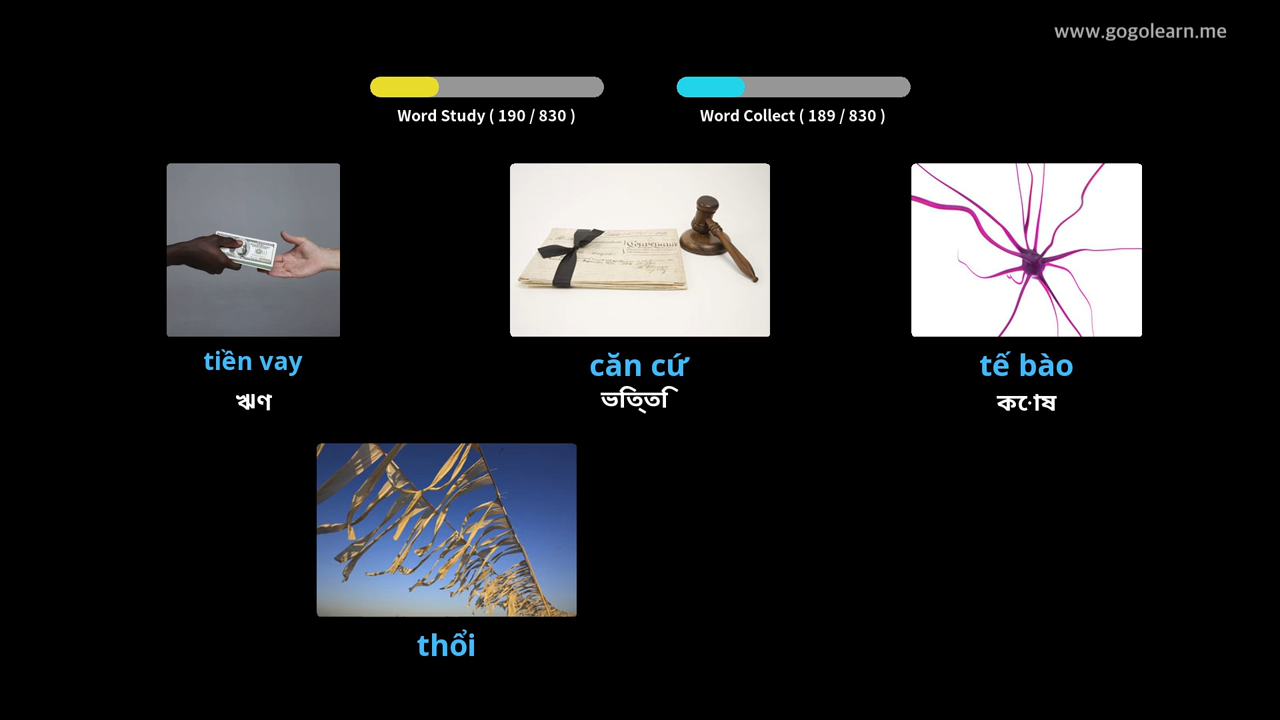 www.gogolearn.me
Word Study ( 190 / 830 )
Word Collect ( 189 / 830 )
tiền vay
ঋণ
căn cứ
ভিত্তি
tế bào
কোষ
thổi